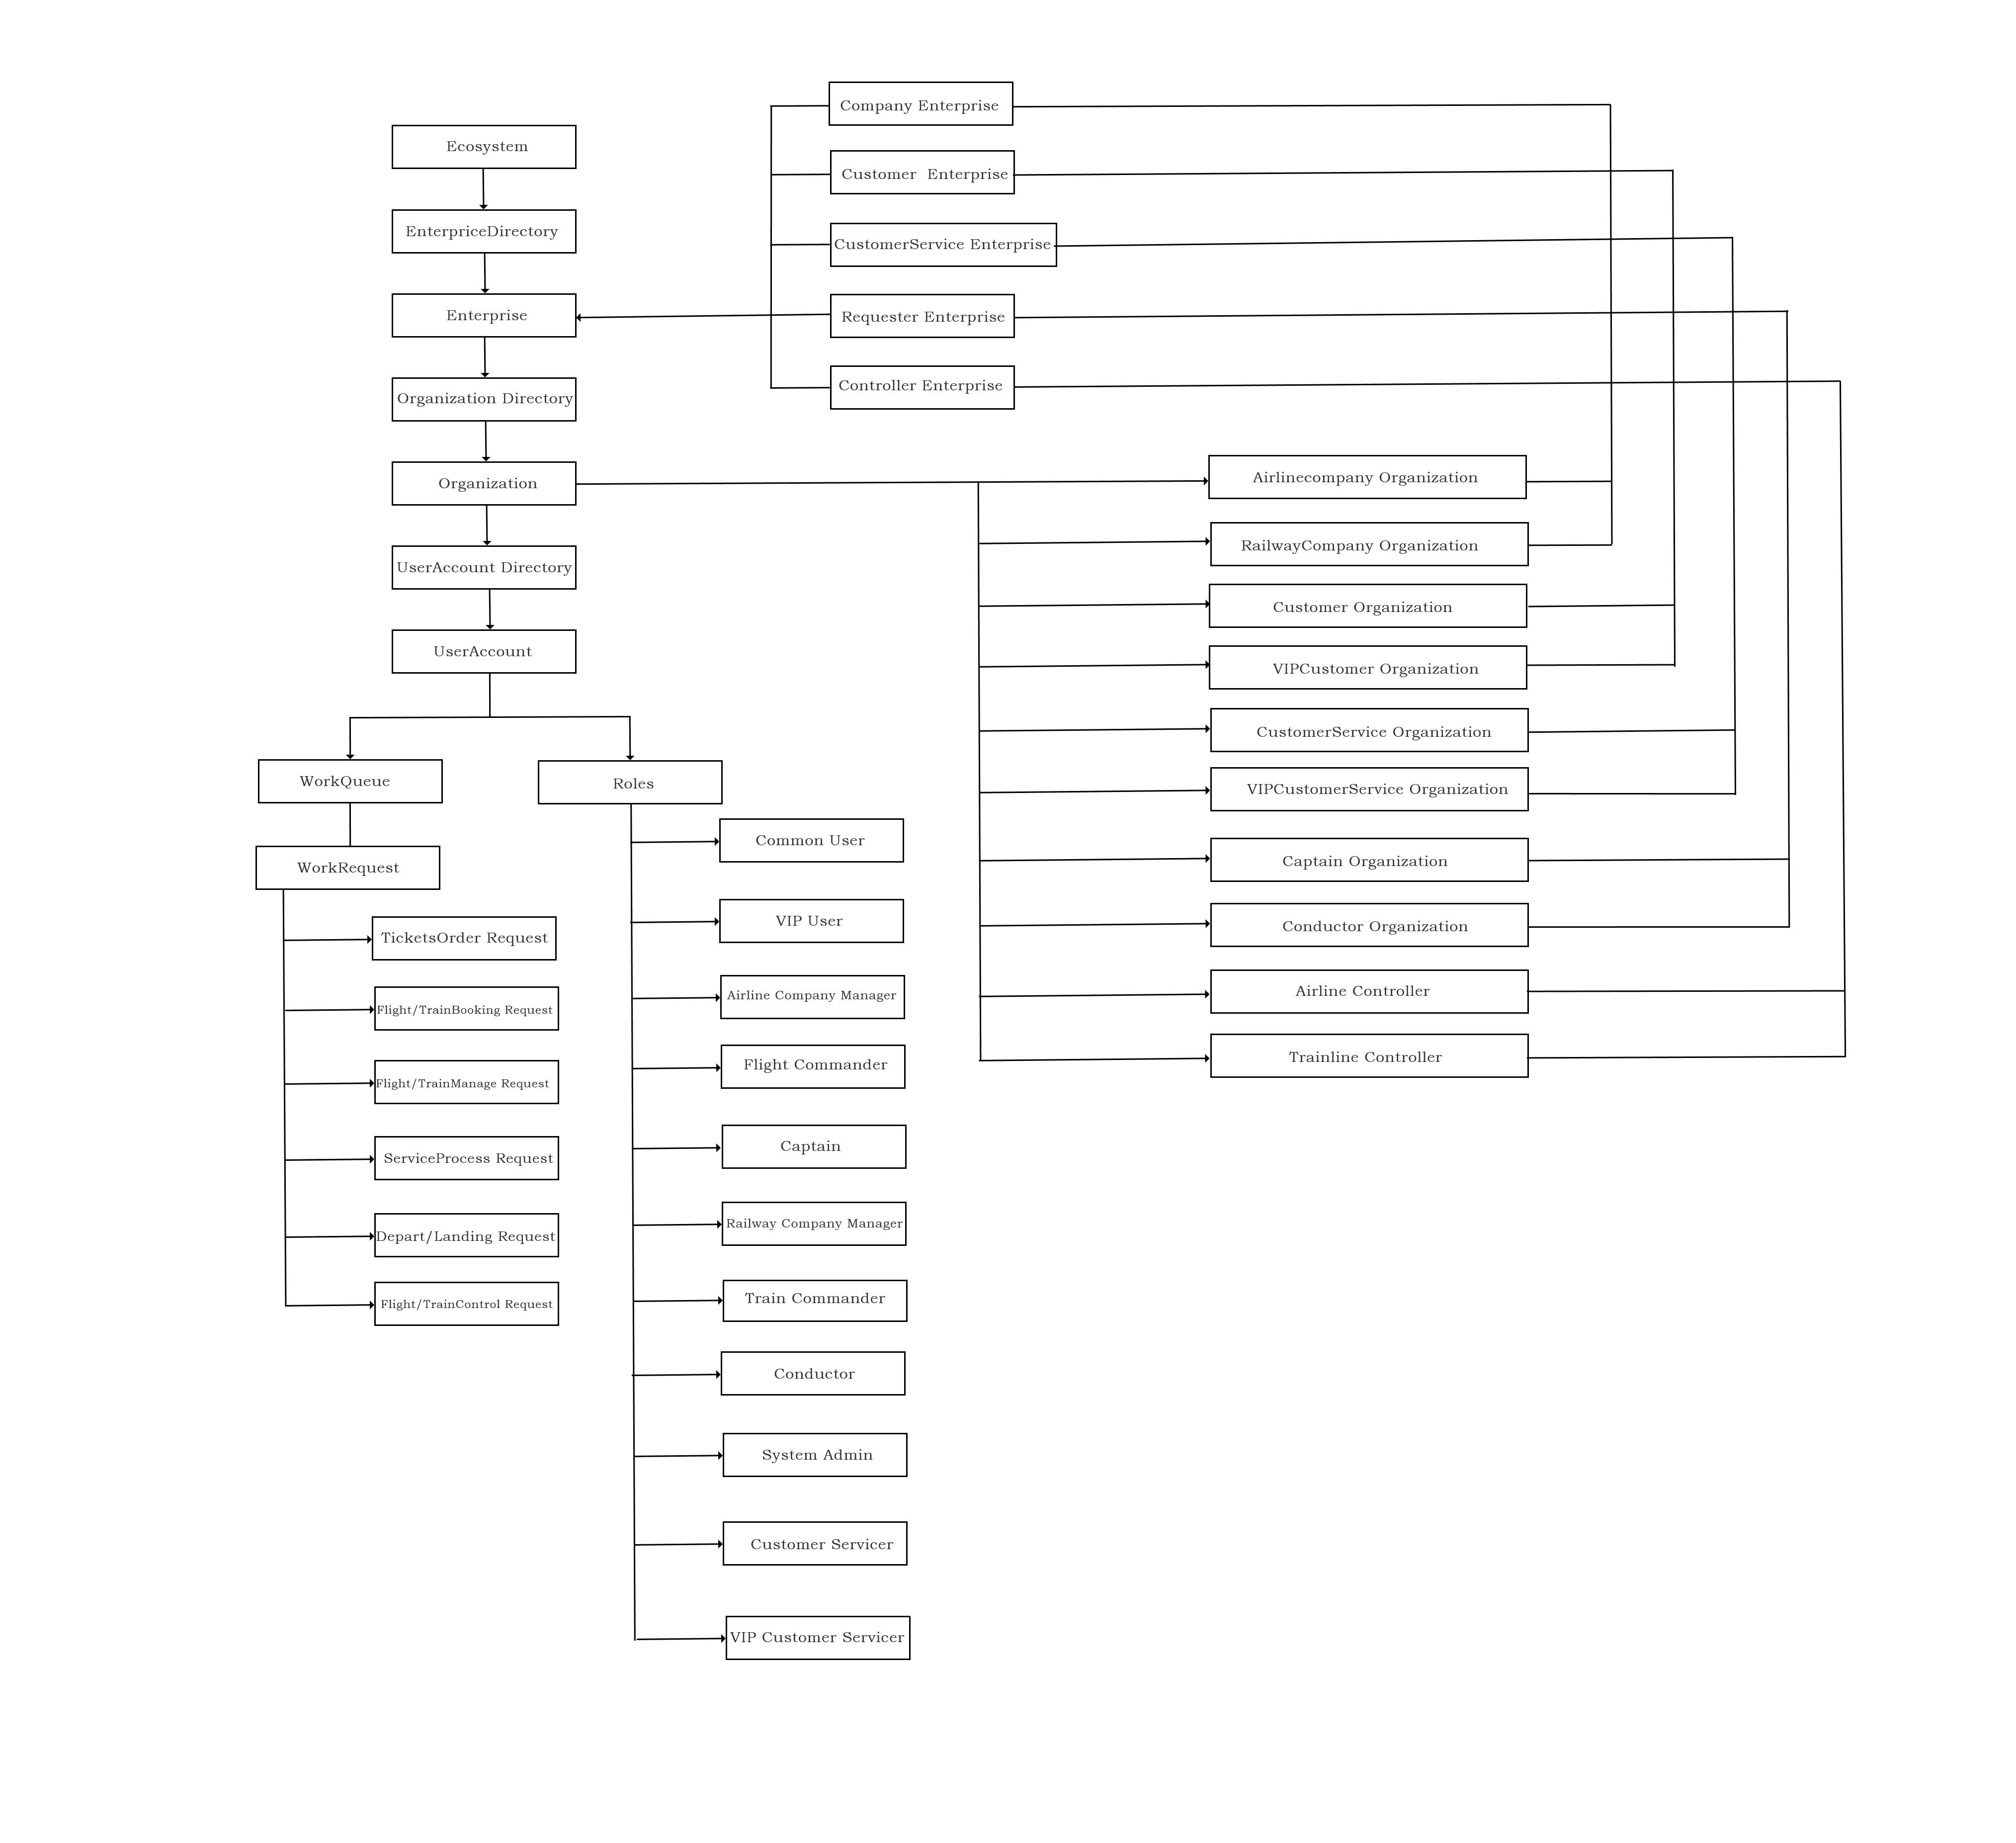 Company Enterprise
Ecosystem
Customer  Enterprise
EnterpriceDirectory
CustomerService Enterprise
Enterprise
Requester Enterprise
Controller Enterprise
Organization Directory
Organization
Airlinecompany Organization
RailwayCompany Organization
UserAccount Directory
Customer Organization
UserAccount
VIPCustomer Organization
CustomerService Organization
WorkQueue
Roles
VIPCustomerService Organization
Common User
WorkRequest
Captain Organization
VIP User
Conductor Organization
TicketsOrder Request
Airline Company Manager
Airline Controller
Flight/TrainBooking Request
Flight Commander
Trainline Controller
Flight/TrainManage Request
Captain
ServiceProcess Request
Railway Company Manager
Depart/Landing Request
Train Commander
Flight/TrainControl Request
Conductor
System Admin
Customer Servicer
VIP Customer Servicer